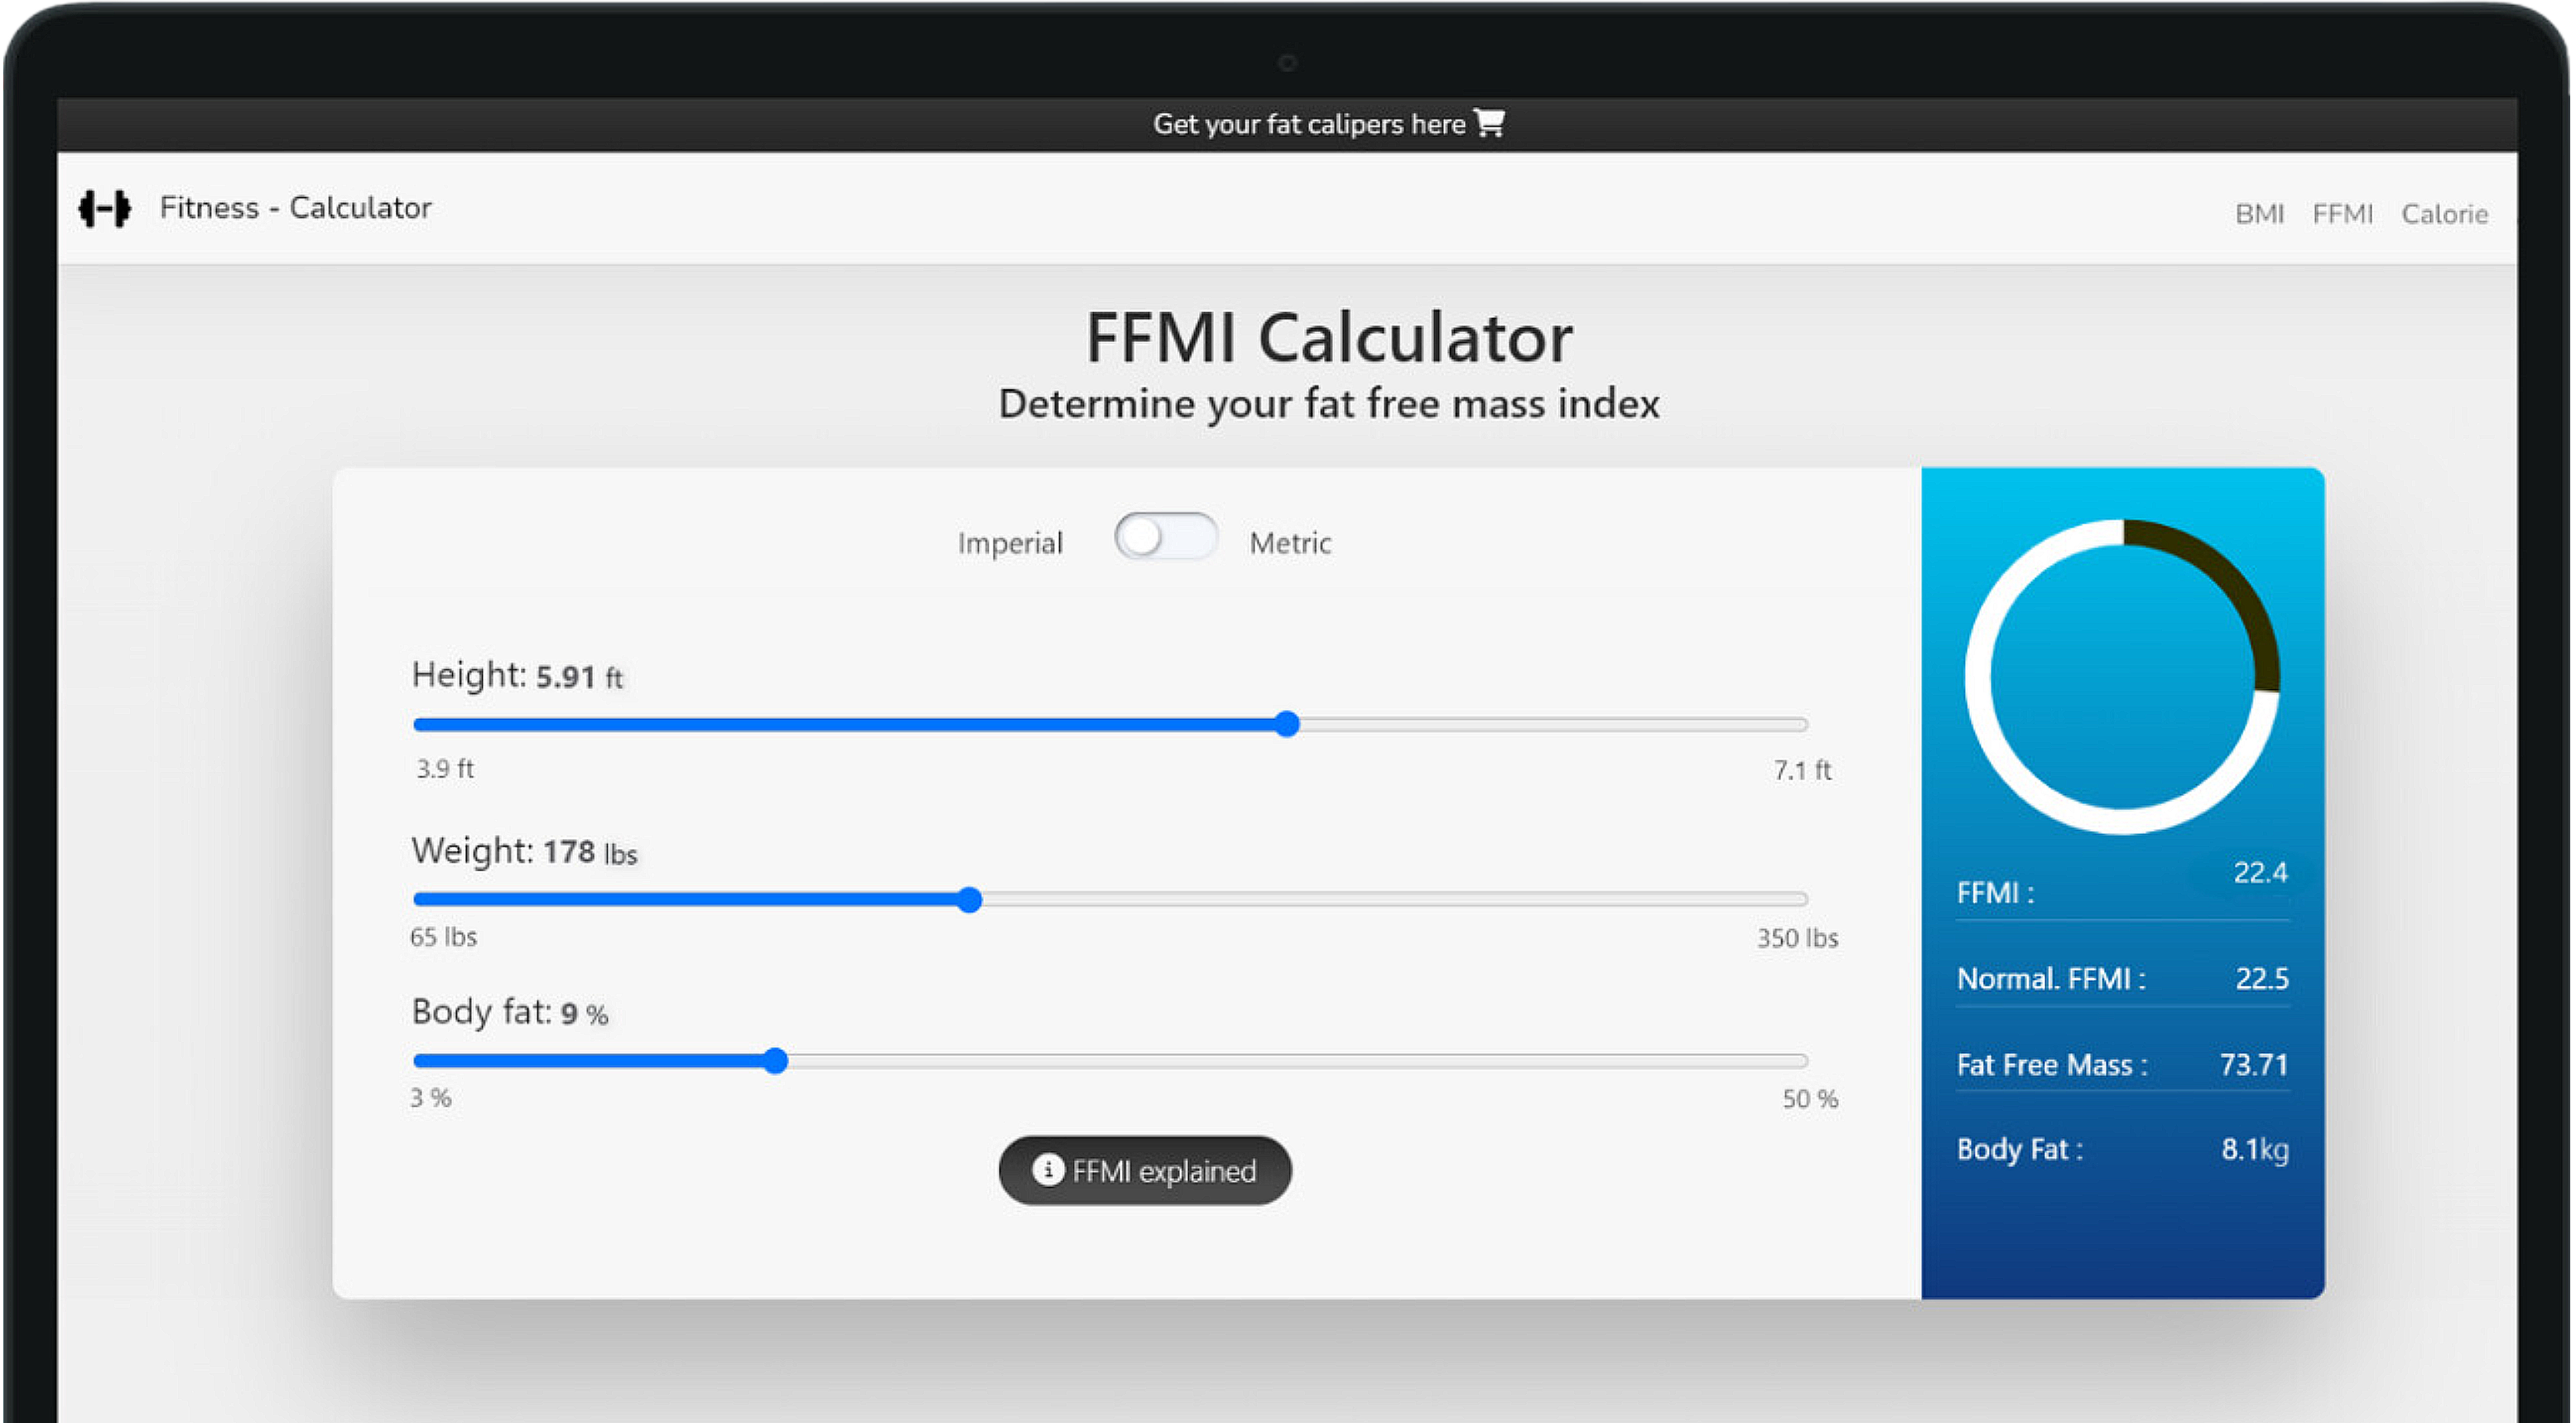 Get your fat calipers here
Fitness - Calculator
BMI FFMI Calorie
FFMI Calculator
Determine your fat free mass index
Imperial Metric
Height: 5.91 ft
3.9 ft 7.1 ft
Weight: 178 lbs
65 lbs 350 lbs
Body fat: 9 %
3 % 50 %
FFMI explained
FFMI : 22.4
Normal. FFMI : 22.5
Fat Free Mass : 73.71
Body Fat : 8.1kg